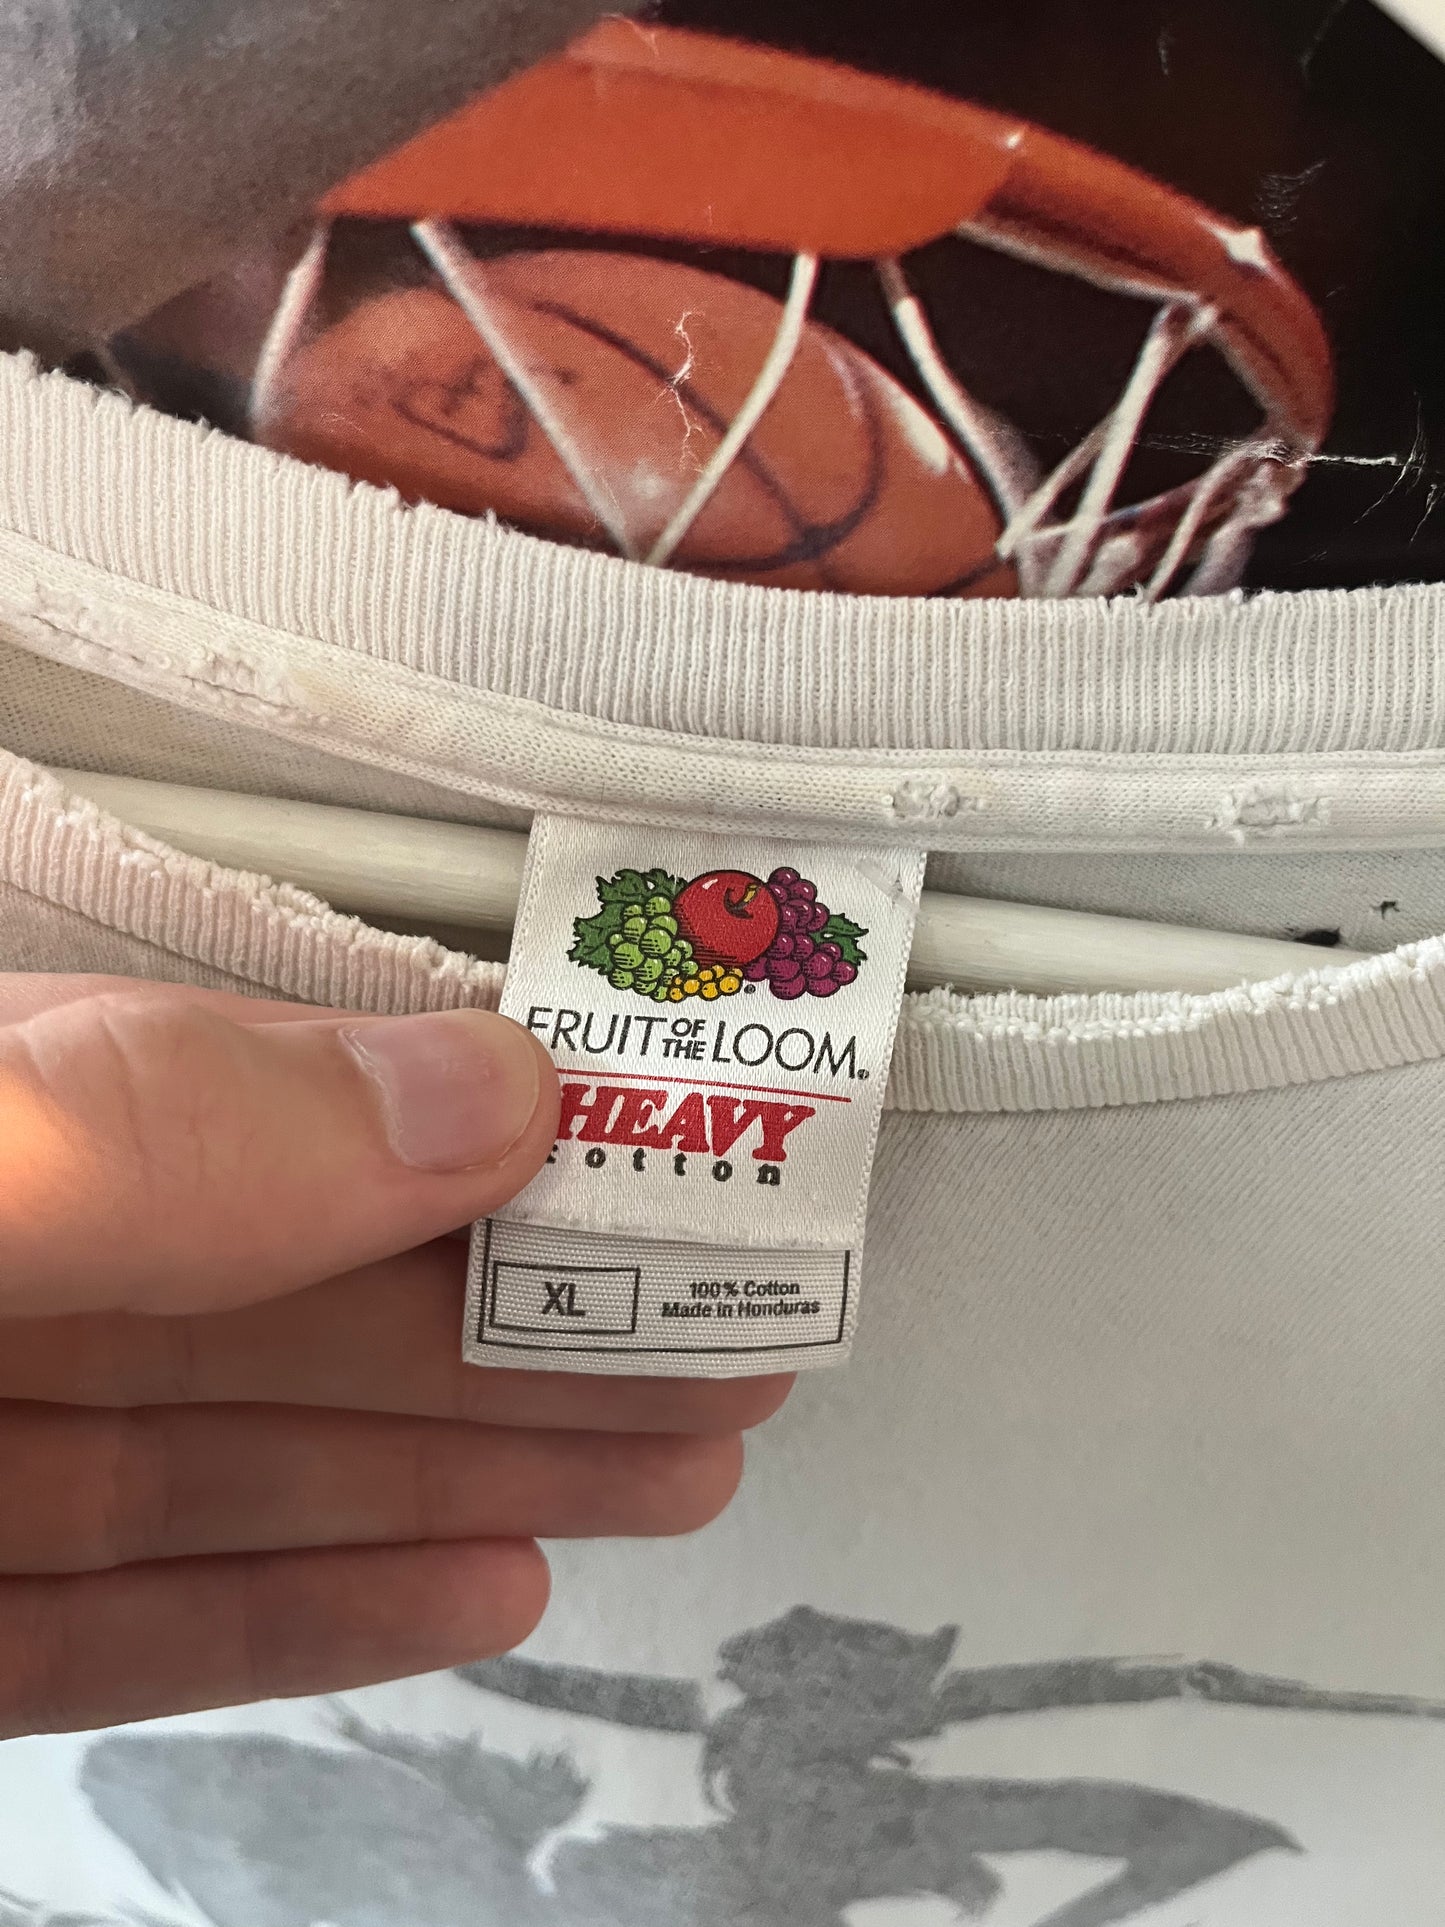 FRUIT OF THE LOOM®
HEAVY
cotton
XL
100% Cotton
Made in Honduras